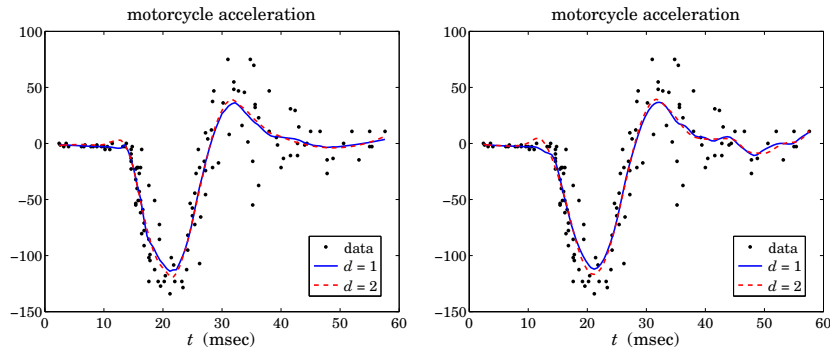 motorcycle acceleration
100
50
0
−50
−100
−150
0 10 20 30 40 50 60
t (msec)
data
d = 1
d = 2
motorcycle acceleration
100
50
0
−50
−100
−150
0 10 20 30 40 50 60
t (msec)
data
d = 1
d = 2